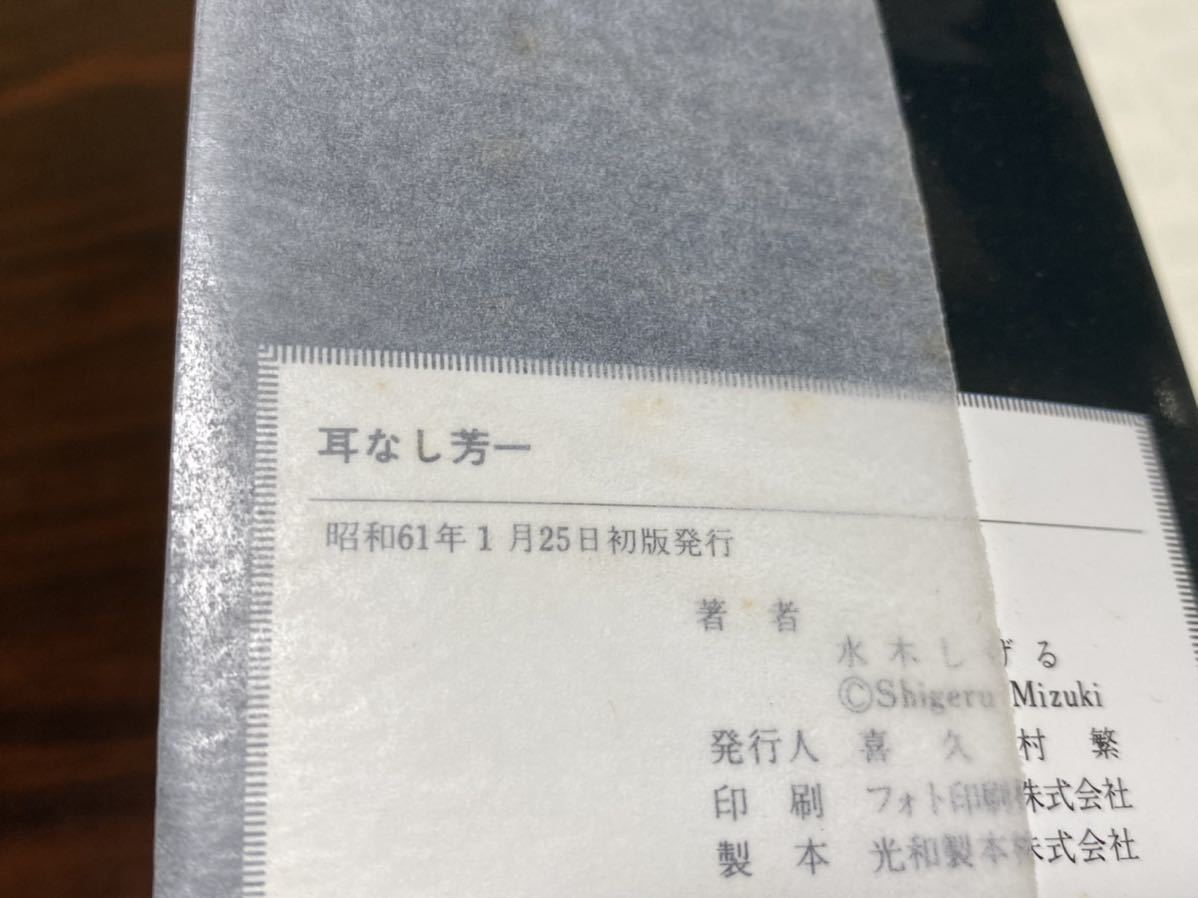 耳なし芳一
昭和61年1月25日初版発行
著者
水木しげる
©Shigeru Mizuki
発行人 喜久村繁
印刷 フォト印刷株式会社
製本 光和製本株式会社